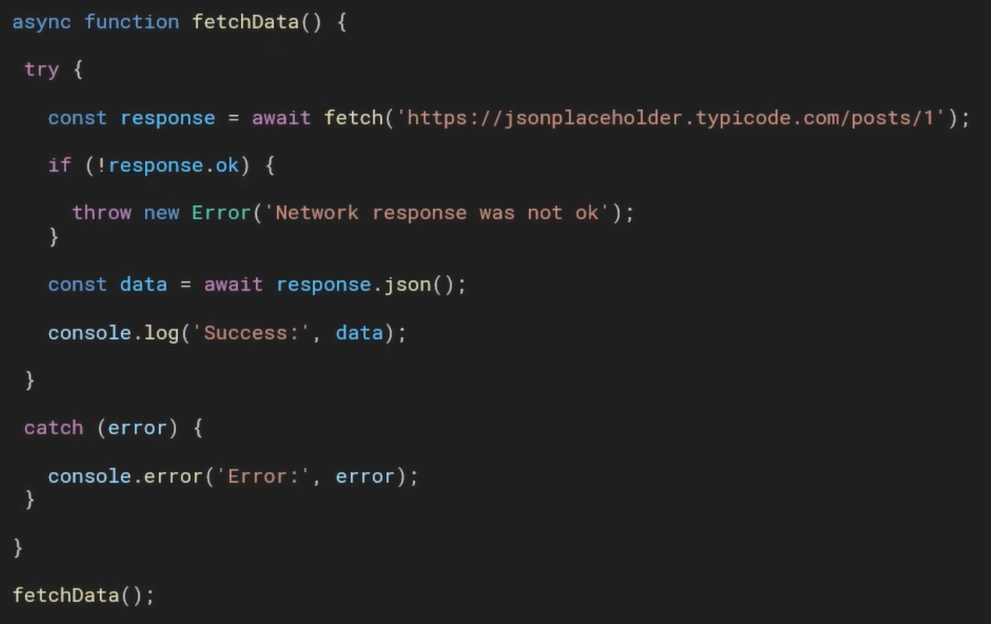 async function fetchData() {
try {
const response = await fetch('https://jsonplaceholder.typicode.com/posts/1');
if (!response.ok) {
throw new Error('Network response was not ok');
}
const data = await response.json();
console.log('Success:', data);
}
catch (error) {
console.error('Error:', error);
}
}
fetchData();